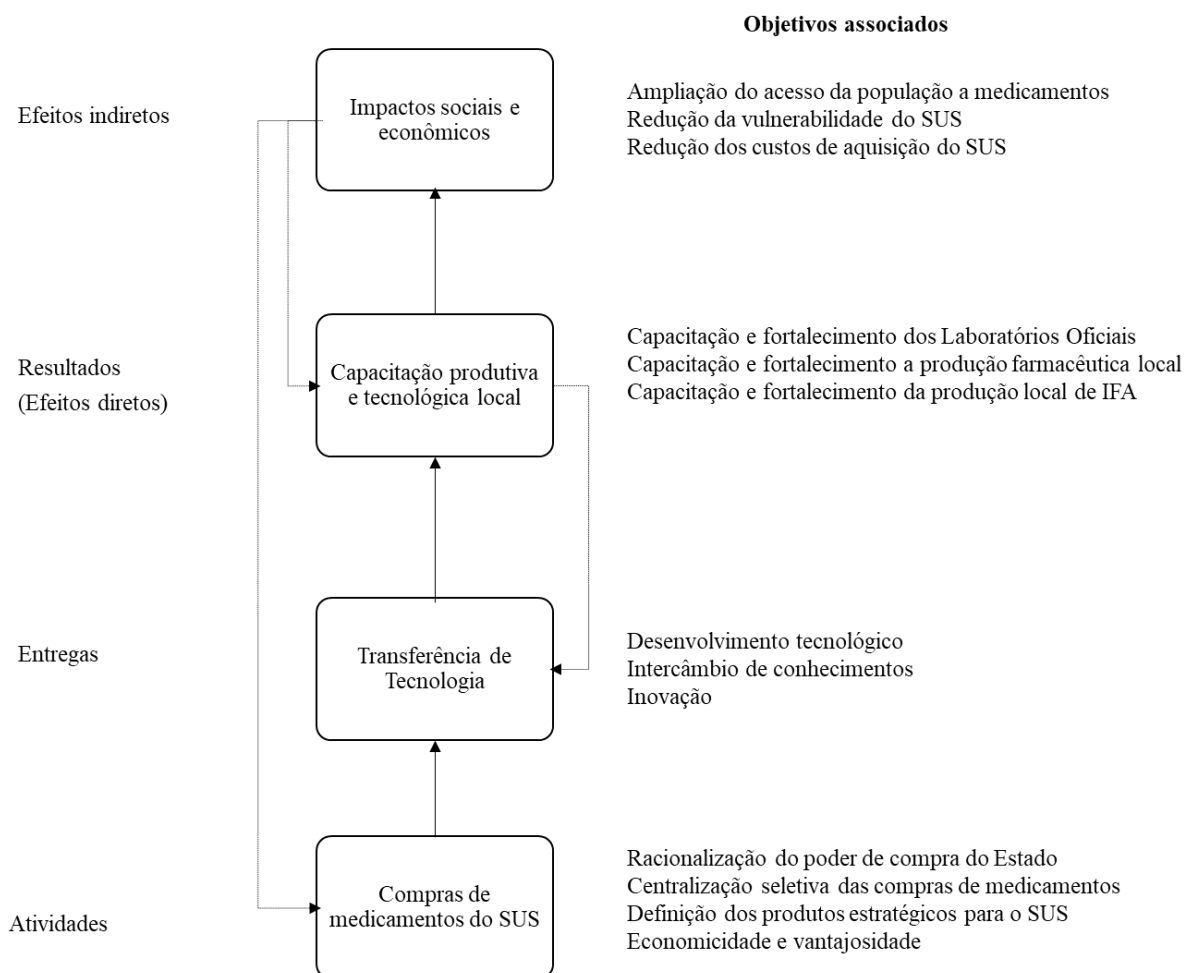 Objetivos associados
Efeitos indiretos
Impactos sociais e
econômicos
Ampliação do acesso da população a medicamentos
Redução da vulnerabilidade do SUS
Redução dos custos de aquisição do SUS
Resultados
(Efeitos diretos)
Capacitação produtiva
e tecnológica local
Capacitação e fortalecimento dos Laboratórios Oficiais
Capacitação e fortalecimento a produção farmacêutica local
Capacitação e fortalecimento da produção local de IFA
Entregas
Transferência de
Tecnologia
Desenvolvimento tecnológico
Intercâmbio de conhecimentos
Inovação
Atividades
Compras de
medicamentos do SUS
Racionalização do poder de compra do Estado
Centralização seletiva das compras de medicamentos
Definição dos produtos estratégicos para o SUS
Economicidade e vantajosidade